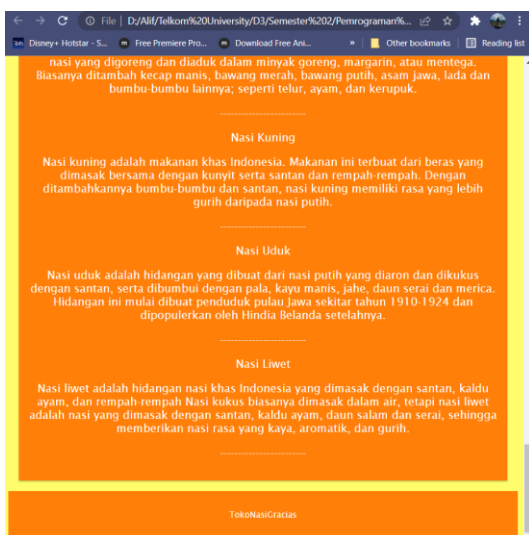 File | D:/Alif/Telkom%20University/D3/Semester%202/Pemrograman%...
Disney+ Hotstar - S... Free Premiere Pro... Download Free Ani... » Other bookmarks Reading list
nasi yang digoreng dan diaduk dalam minyak goreng, margarin, atau mentega.
Biasanya ditambah kecap manis, bawang merah, bawang putih, asam jawa, lada dan
bumbu-bumbu lainnya; seperti telur, ayam, dan kerupuk.
------------------------
Nasi Kuning
Nasi kuning adalah makanan khas Indonesia. Makanan ini terbuat dari beras yang
dimasak bersama dengan kunyit serta santan dan rempah-rempah. Dengan
ditambahkannya bumbu-bumbu dan santan, nasi kuning memiliki rasa yang lebih
gurih daripada nasi putih.
------------------------
Nasi Uduk
Nasi uduk adalah hidangan yang dibuat dari nasi putih yang diaron dan dikukus
dengan santan, serta dibumbui dengan pala, kayu manis, jahe, daun serai dan merica.
Hidangan ini mulai dibuat penduduk pulau Jawa sekitar tahun 1910-1924 dan
dipopulerkan oleh Hindia Belanda setelahnya.
------------------------
Nasi Liwet
Nasi liwet adalah hidangan nasi khas Indonesia yang dimasak dengan santan, kaldu
ayam, dan rempah-rempah Nasi kukus biasanya dimasak dalam air, tetapi nasi liwet
adalah nasi yang dimasak dengan santan, kaldu ayam, daun salam dan serai, sehingga
memberikan nasi rasa yang kaya, aromatik, dan gurih.
------------------------
TokoNasiGracias